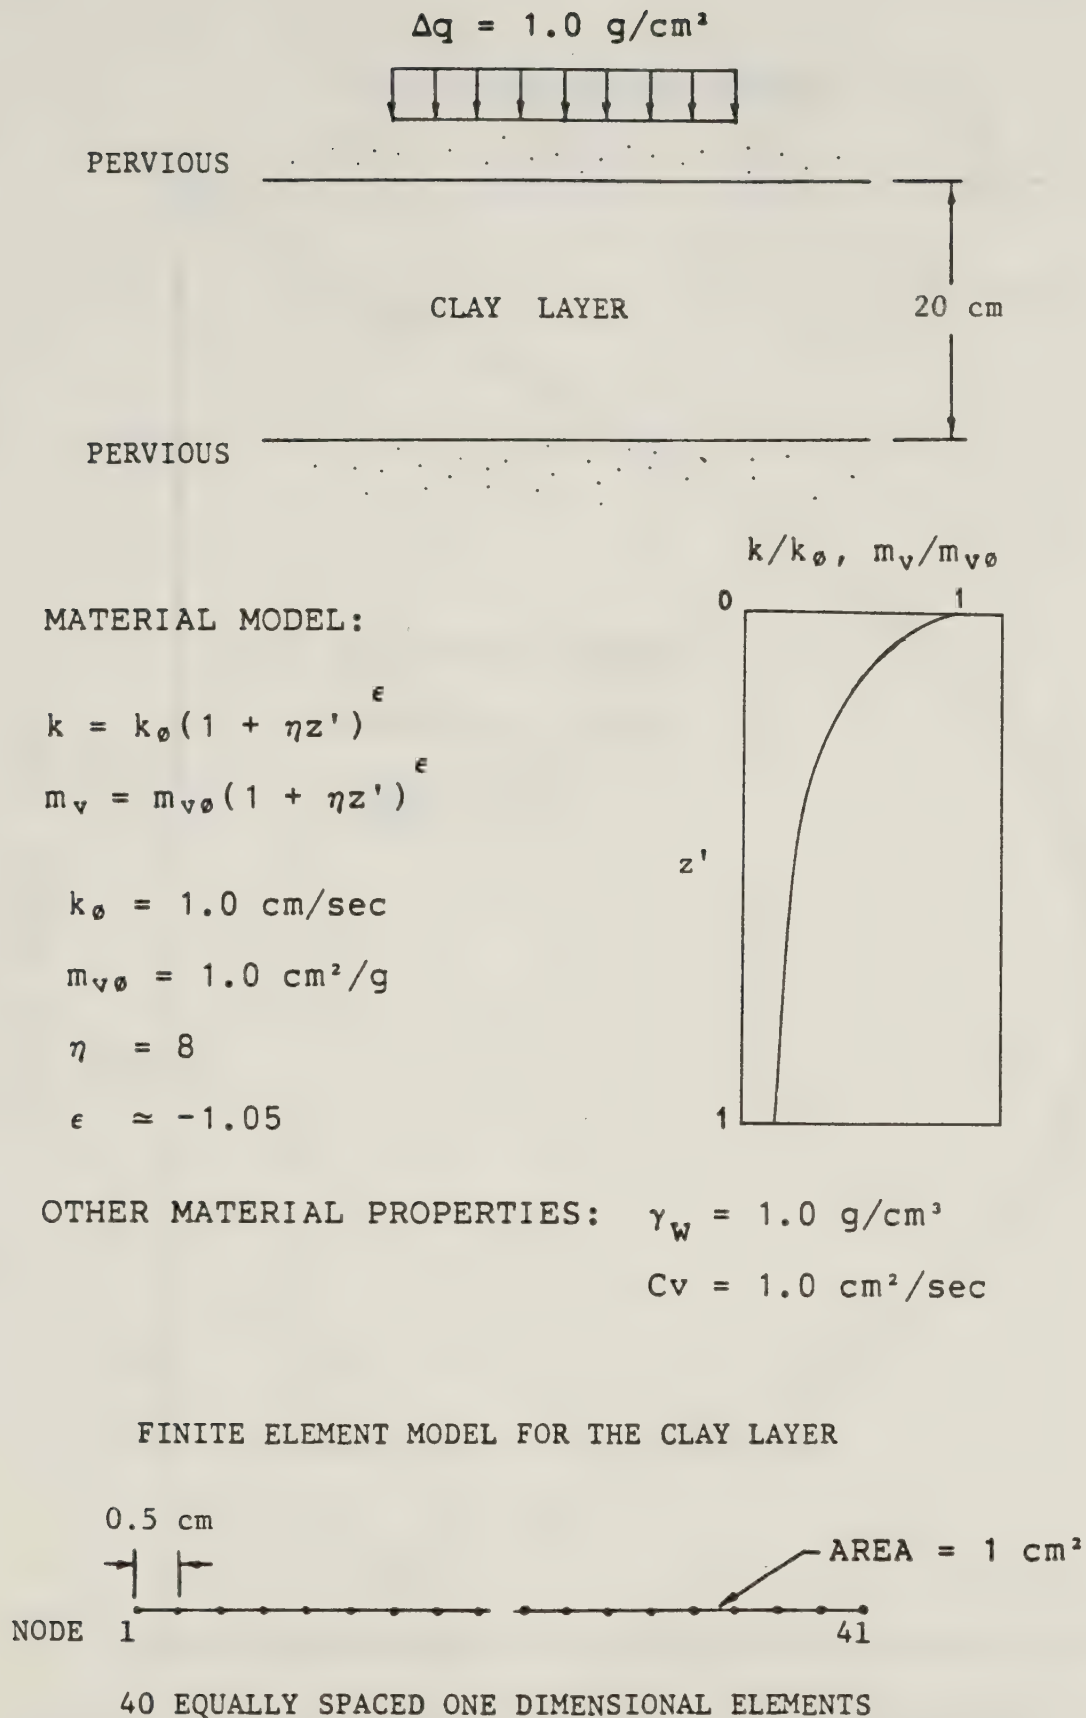 Δq = 1.0 g/cm²
PERVIOUS
CLAY LAYER
20 cm
PERVIOUS
k/kø, mᵥ/mᵥø
0 1
MATERIAL MODEL:
k = kø(1 + ηz')^ϵ
mᵥ = mᵥø(1 + ηz')^ϵ
z'
kø = 1.0 cm/sec
mᵥø = 1.0 cm²/g
η = 8
ϵ ≃ -1.05
1
OTHER MATERIAL PROPERTIES: γ_w = 1.0 g/cm³
Cv = 1.0 cm²/sec
FINITE ELEMENT MODEL FOR THE CLAY LAYER
0.5 cm
AREA = 1 cm²
NODE 1 41
40 EQUALLY SPACED ONE DIMENSIONAL ELEMENTS